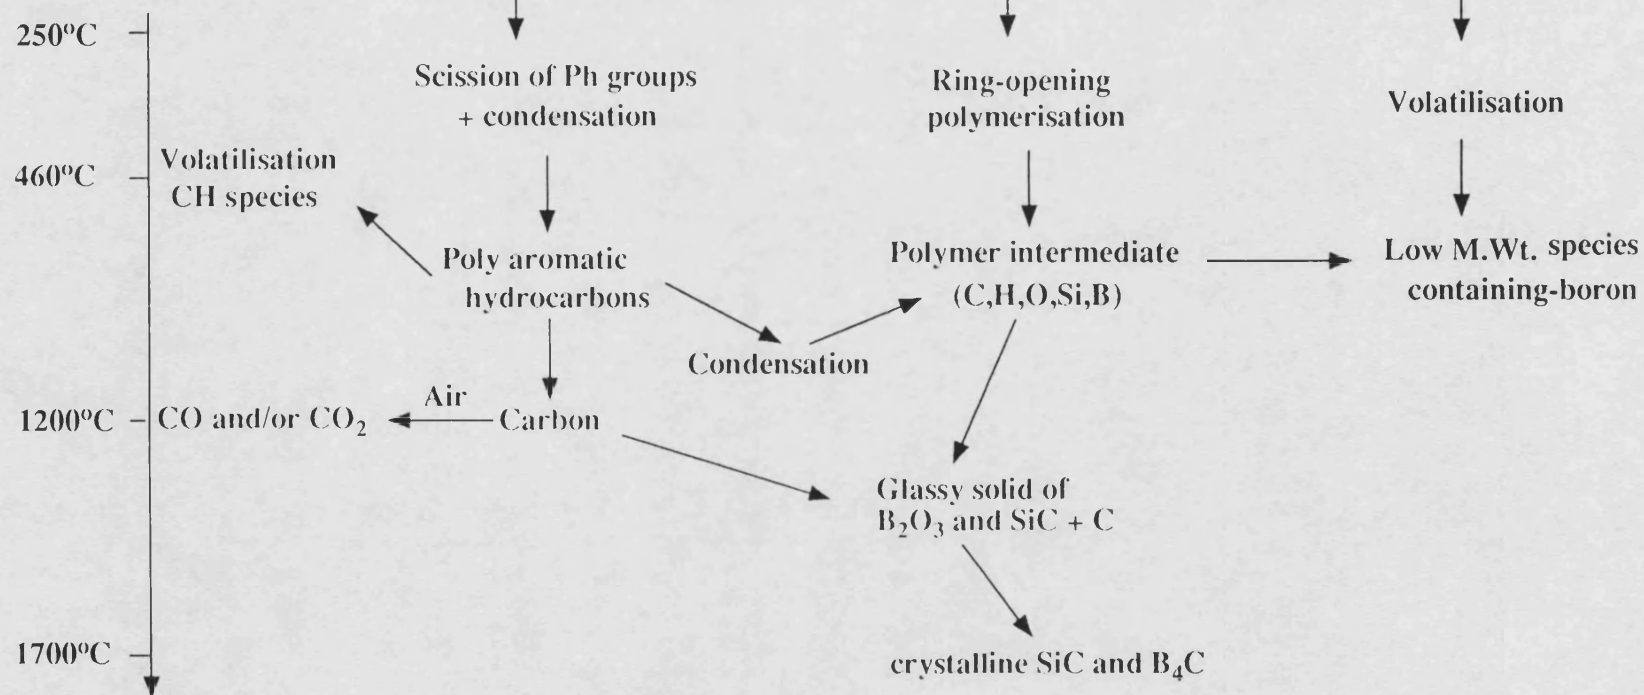 250°C
Scission of Ph groups
+ condensation
Ring-opening
polymerisation
Volatilisation
460°C
Volatilisation
CH species
Poly aromatic
hydrocarbons
Polymer intermediate
(C,H,O,Si,B)
Low M.Wt. species
containing-boron
Condensation
1200°C
CO and/or CO₂
Air
Carbon
Glassy solid of
B₂O₃ and SiC + C
1700°C
crystalline SiC and B₄C